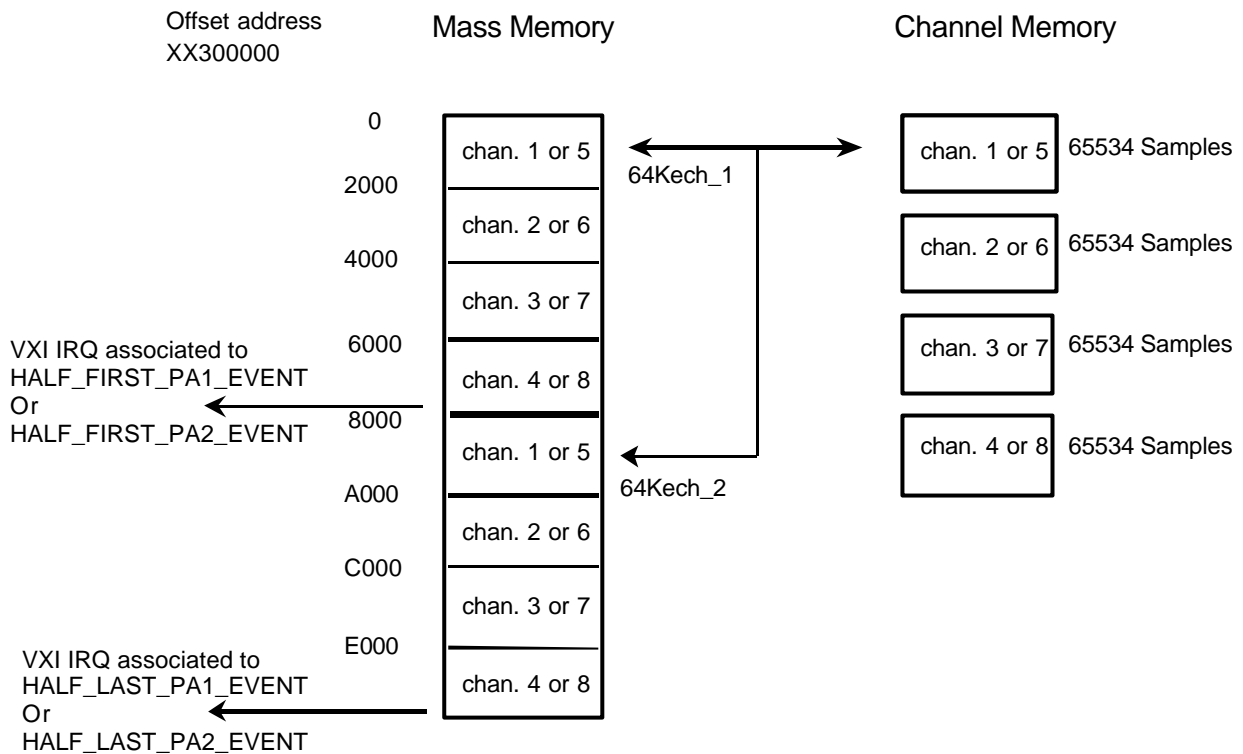 Offset address
XX300000
Mass Memory
Channel Memory
0
chan. 1 or 5
64Kech_1
chan. 1 or 5
65534 Samples
2000
chan. 2 or 6
chan. 2 or 6
65534 Samples
4000
chan. 3 or 7
chan. 3 or 7
65534 Samples
6000
chan. 4 or 8
chan. 4 or 8
65534 Samples
VXI IRQ associated to
HALF_FIRST_PA1_EVENT
Or
HALF_FIRST_PA2_EVENT
8000
chan. 1 or 5
64Kech_2
A000
chan. 2 or 6
C000
chan. 3 or 7
E000
chan. 4 or 8
VXI IRQ associated to
HALF_LAST_PA1_EVENT
Or
HALF_LAST_PA2_EVENT